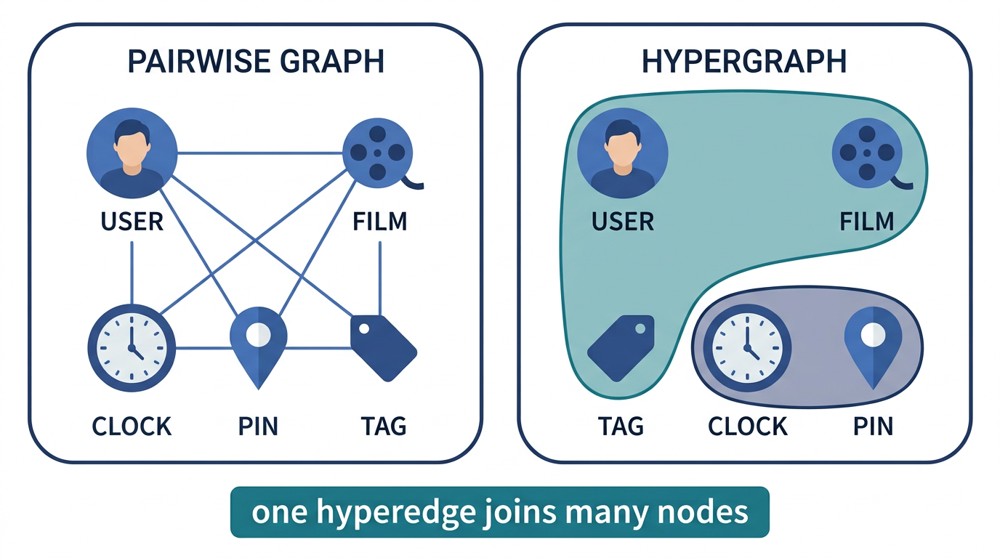 PAIRWISE GRAPH
USER
FILM
CLOCK
PIN
TAG
HYPERGRAPH
USER
FILM
TAG
CLOCK
PIN
one hyperedge joins many nodes